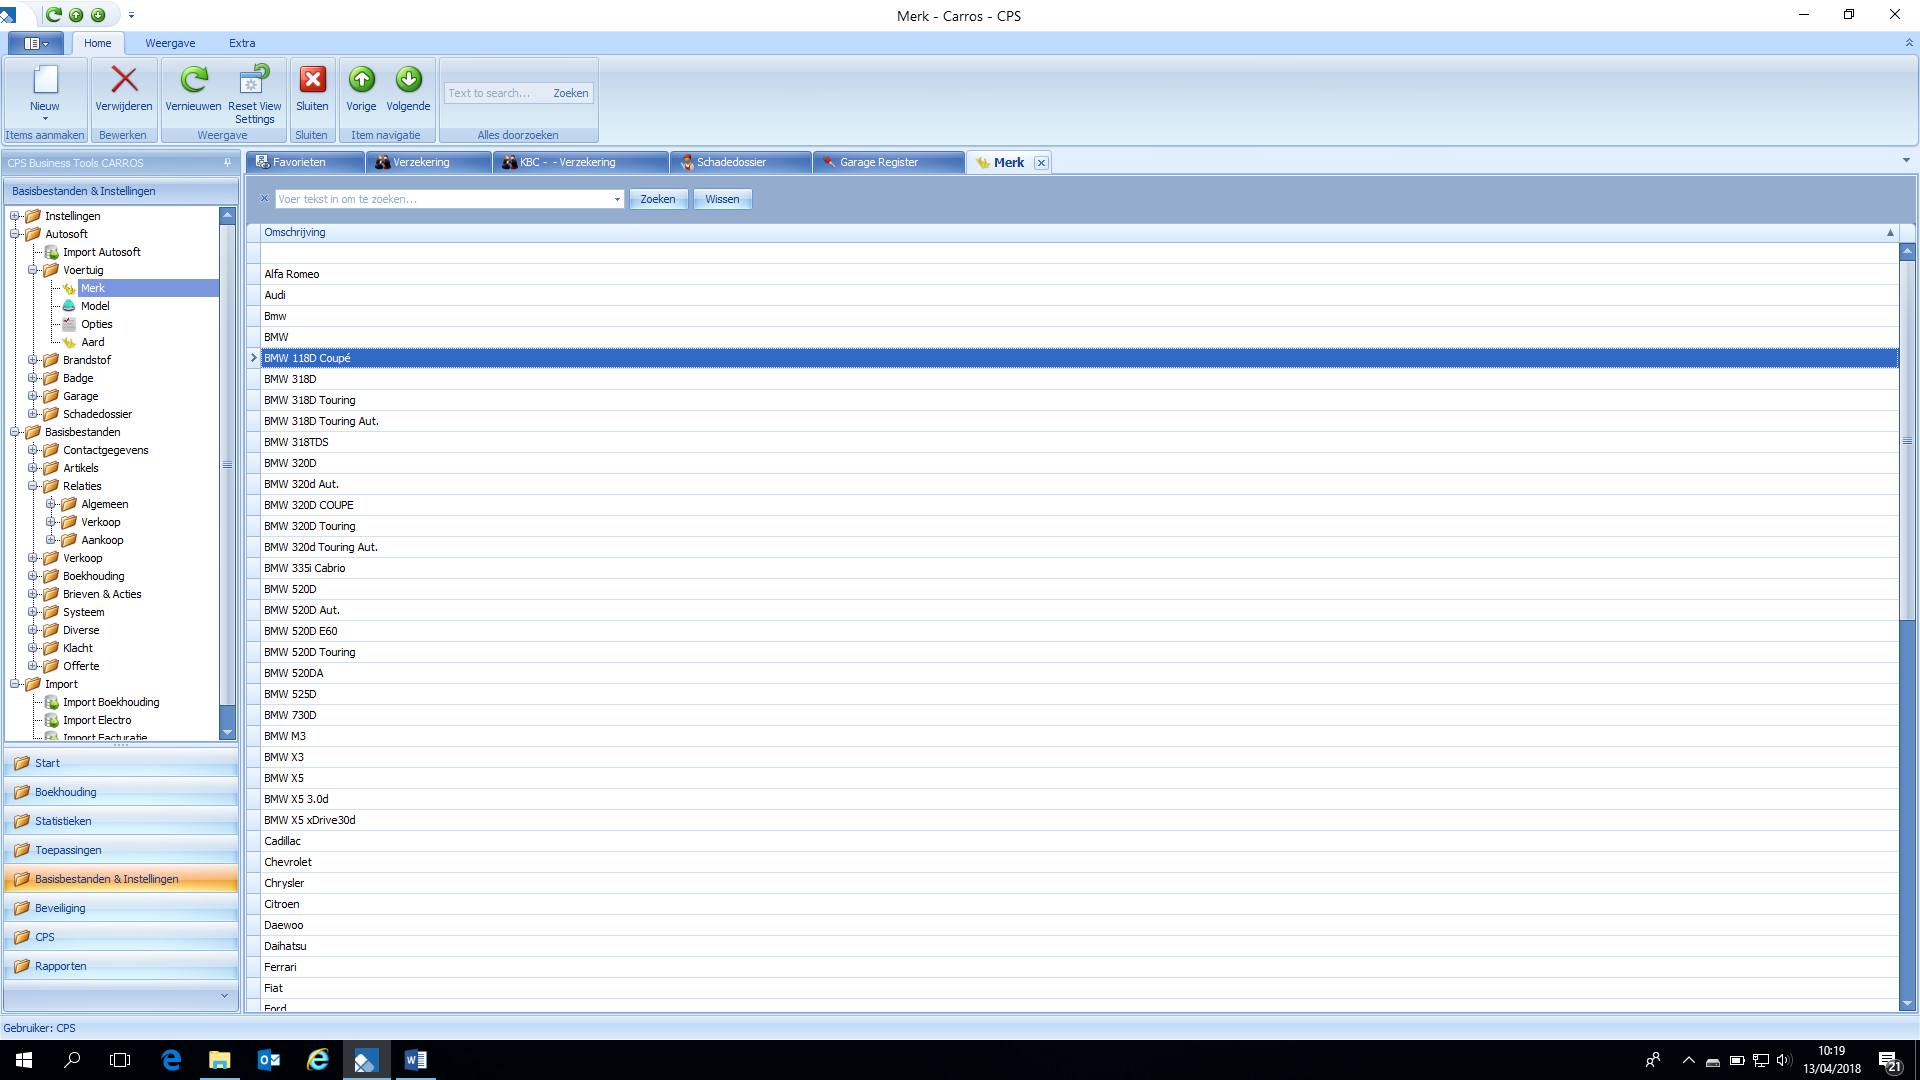 Merk - Carros - CPS
Home Weergave Extra
Nieuw
Verwijderen
Vernieuwen
Reset View
Settings
Sluiten
Vorige
Volgende
Text to search... Zoeken
Items aanmaken
Bewerken
Weergave
Sluiten
Item navigatie
Alles doorzoeken
CPS Business Tools CARROS
Basisbestanden & Instellingen
Instellingen
Autosoft
Import Autosoft
Voertuig
Merk
Model
Opties
Aard
Brandstof
Badge
Garage
Schadedossier
Basisbestanden
Contactgegevens
Artikels
Relaties
Algemeen
Verkoop
Aankoop
Verkoop
Boekhouding
Brieven & Acties
Systeem
Diverse
Klacht
Offerte
Import
Import Boekhouding
Import Electro
Import Facturatie
Start
Boekhouding
Statistieken
Toepassingen
Basisbestanden & Instellingen
Beveiliging
CPS
Rapporten
Favorieten
Verzekering
KBC - - Verzekering
Schadedossier
Garage Register
Merk
Voer tekst in om te zoeken... Zoeken Wissen
Omschrijving
Alfa Romeo
Audi
Bmw
BMW
BMW 118D Coupé
BMW 318D
BMW 318D Touring
BMW 318D Touring Aut.
BMW 318TDS
BMW 320D
BMW 320d Aut.
BMW 320D COUPE
BMW 320D Touring
BMW 320d Touring Aut.
BMW 335i Cabrio
BMW 520D
BMW 520D Aut.
BMW 520D E60
BMW 520D Touring
BMW 520DA
BMW 525D
BMW 730D
BMW M3
BMW X3
BMW X5
BMW X5 3.0d
BMW X5 xDrive30d
Cadillac
Chevrolet
Chrysler
Citroen
Daewoo
Daihatsu
Ferrari
Fiat
Ford
Gebruiker: CPS
10:19
13/04/2018
21